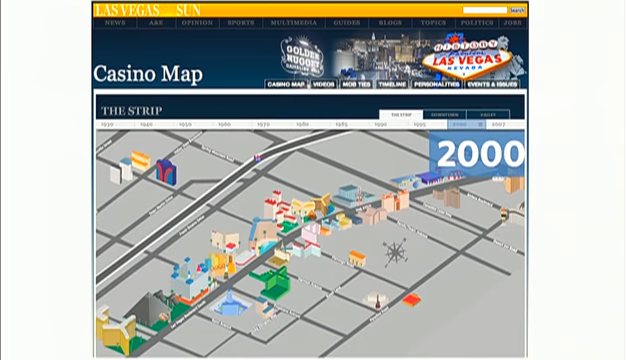 LAS VEGAS SUN
Search
NEWS A&E OPINION SPORTS MULTIMEDIA GUIDES BLOGS TOPICS POLITICS JOBS
GOLDEN NUGGET
HISTORY
Fabulous
LAS VEGAS
NEVADA
Casino Map
CASINO MAP VIDEOS MOB TIES TIMELINE PERSONALITIES EVENTS & ISSUES
THE STRIP
THE STRIP DOWNTOWN VALLEY
1930 1940 1950 1960 1970 1980 1985 1990 1995 2000 2007
2000